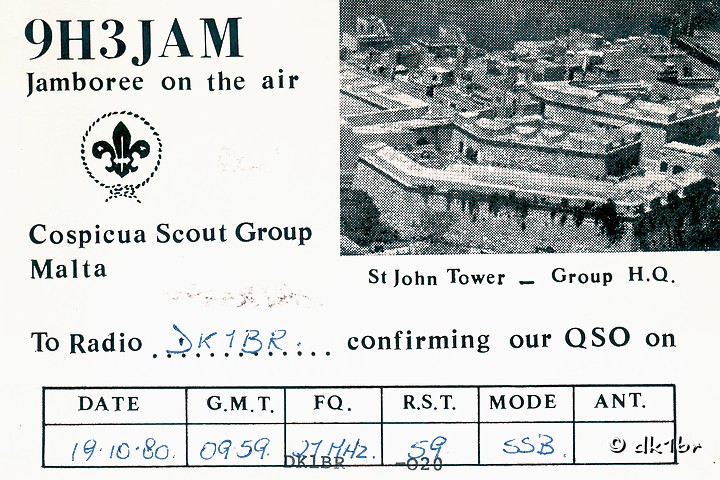 9H3JAM
Jamboree on the air
Cospicua Scout Group
Malta
St John Tower — Group H.Q.
To Radio DK1BR. confirming our QSO on
DATE G.M.T. FQ. R.S.T. MODE ANT.
19.10.80. 0959. 21 MHz. 59 SSB.
DK1BR -020
© dk1br